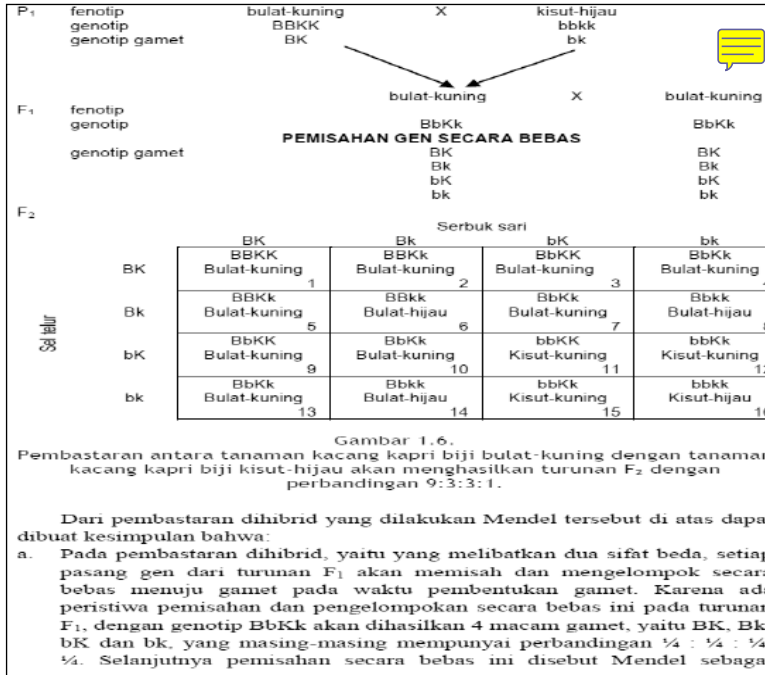 P₁ fenotip bulat-kuning X kisut-hijau
genotip BBKK bbkk
genotip gamet BK bk
bulat-kuning X bulat-kuning
F₁ fenotip
genotip BbKk BbKk
PEMISAHAN GEN SECARA BEBAS
genotip gamet BK BK
Bk Bk
bK bK
bk bk
F₂
Serbuk sari
BK Bk bK bk
BBKK BBKk BbKK BbKk
BK Bulat-kuning Bulat-kuning Bulat-kuning Bulat-kuning
1 2 3 4
BBKk BBkk BbKk Bbkk
Bk Bulat-kuning Bulat-hijau Bulat-kuning Bulat-hijau
5 6 7 8
Sel telur
BbKK BbKk bbKK bbKk
bK Bulat-kuning Bulat-kuning Kisut-kuning Kisut-kuning
9 10 11 12
BbKk Bbkk bbKk bbkk
bk Bulat-kuning Bulat-hijau Kisut-kuning Kisut-hijau
13 14 15 16
Gambar 1.6.
Pembastaran antara tanaman kacang kapri biji bulat-kuning dengan tanaman
kacang kapri biji kisut-hijau akan menghasilkan turunan F₂ dengan
perbandingan 9:3:3:1.
Dari pembastaran dihibrid yang dilakukan Mendel tersebut di atas dapa
dibuat kesimpulan bahwa:
a. Pada pembastaran dihibrid, yaitu yang melibatkan dua sifat beda, setiap
pasang gen dari turunan F₁ akan memisah dan mengelompok secara
bebas menuju gamet pada waktu pembentukan gamet. Karena ada
peristiwa pemisahan dan pengelompokan secara bebas ini pada turunan
F₁, dengan genotip BbKk akan dihasilkan 4 macam gamet, yaitu BK, Bk
bK dan bk, yang masing-masing mempunyai perbandingan ¼ : ¼ : ¼
¼. Selanjutnya pemisahan secara bebas ini disebut Mendel sebaga